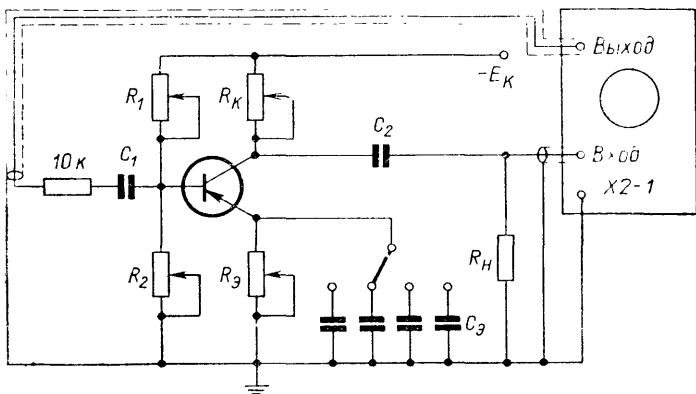 Выход
-Eк
R1
Rк
C2
10 к
C1
Вход
X2-1
R2
Rэ
Rн
Cэ